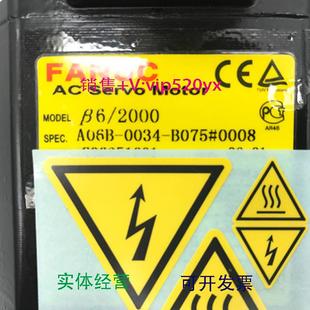 FANUC
销售+V:vip520yx
AC Servo Motor
MODEL β6/2000
SPEC. A06B-0034-B075#0008
AR46
实体经营 可开发票